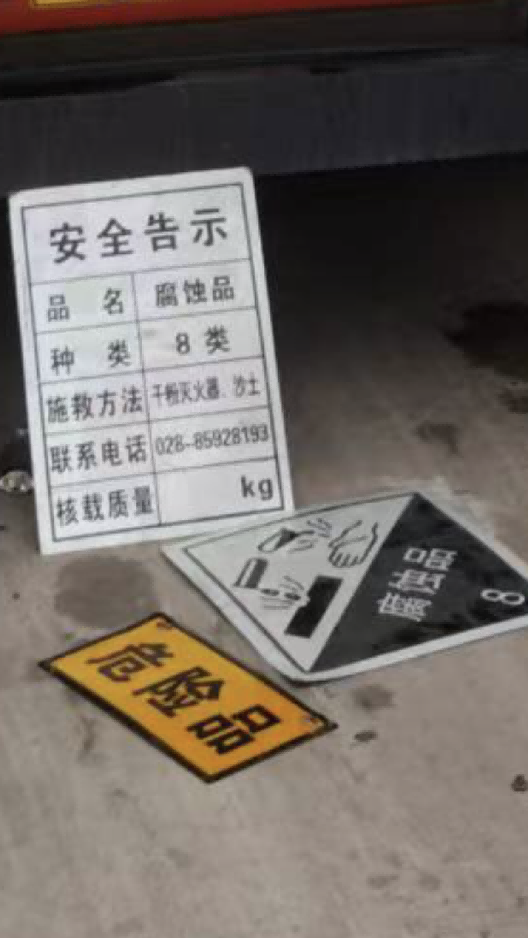 安全告示
品 名 腐蚀品
种 类 8 类
施救方法 干粉灭火器、沙土
联系电话 028-85928193
核载质量 kg
腐蚀品
8
危险品